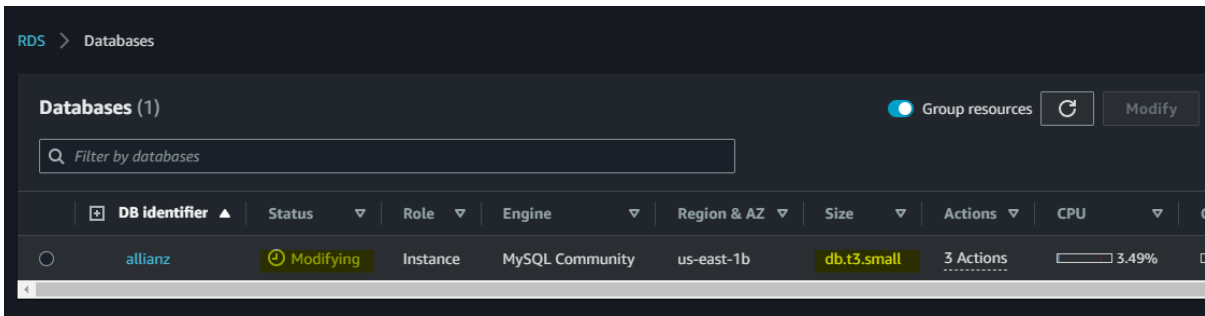 RDS > Databases
Databases (1) Group resources Modify
Filter by databases
DB identifier Status Role Engine Region & AZ Size Actions CPU
allianz Modifying Instance MySQL Community us-east-1b db.t3.small 3 Actions 3.49%